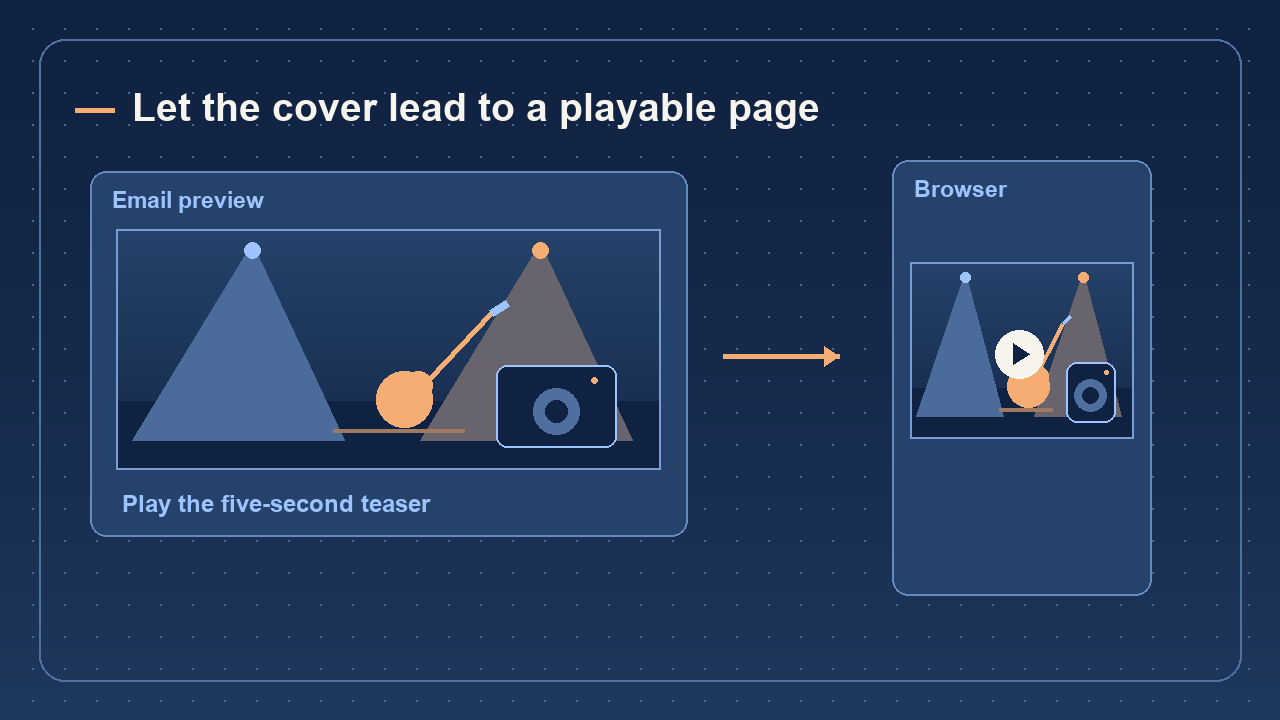 Let the cover lead to a playable page
Email preview
Play the five-second teaser
Browser